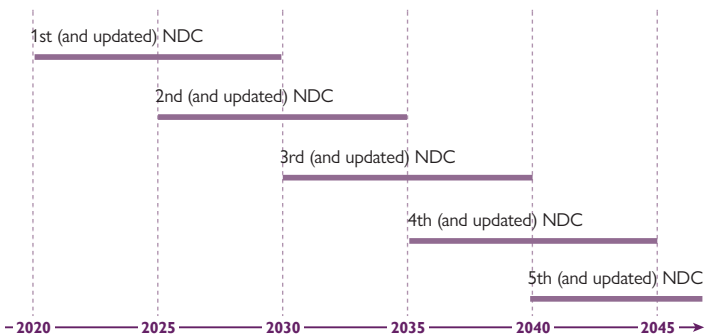 1st (and updated) NDC
2nd (and updated) NDC
3rd (and updated) NDC
4th (and updated) NDC
5th (and updated) NDC
2020 2025 2030 2035 2040 2045